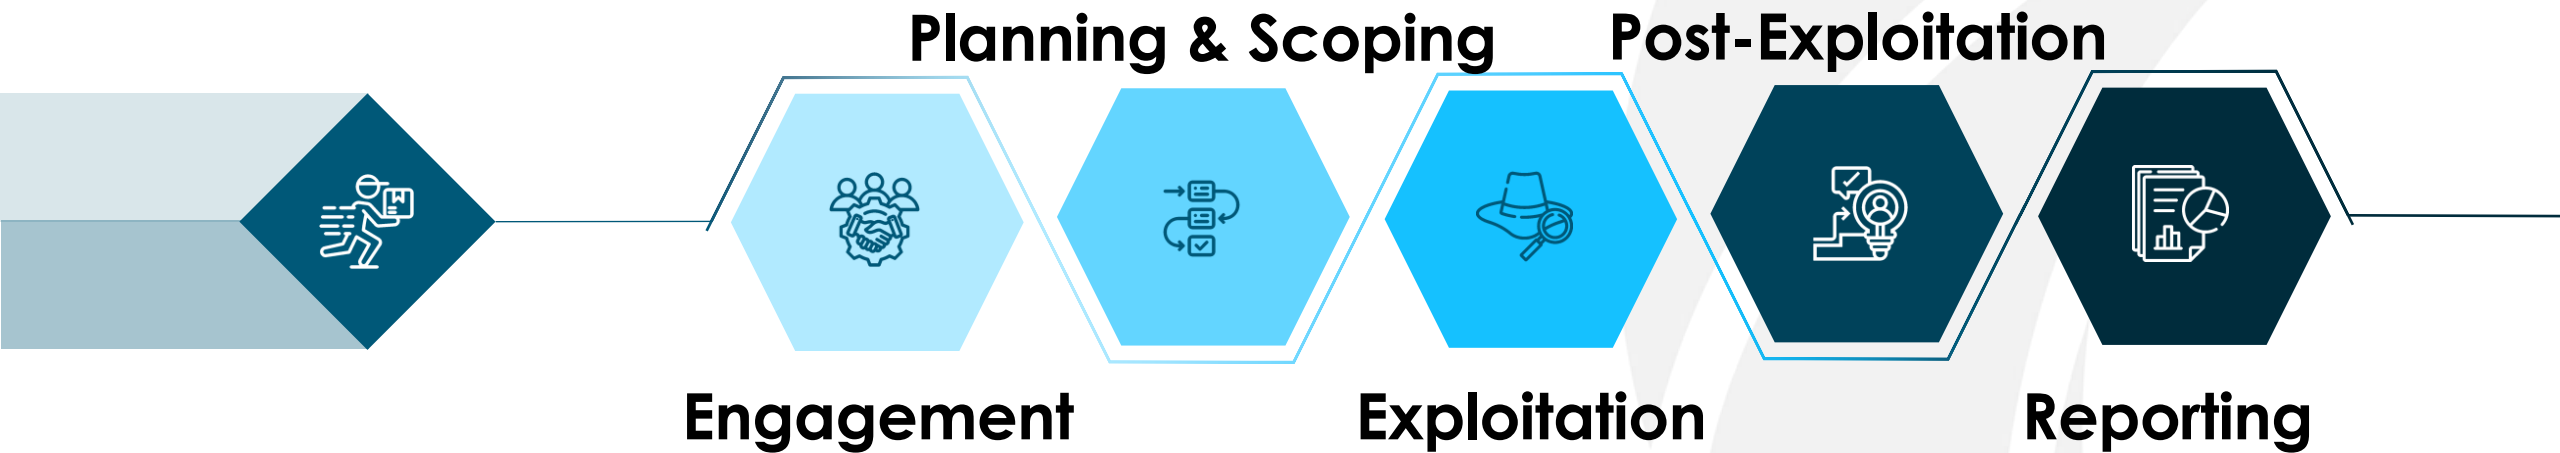 Planning & Scoping
Post-Exploitation
Engagement
Exploitation
Reporting